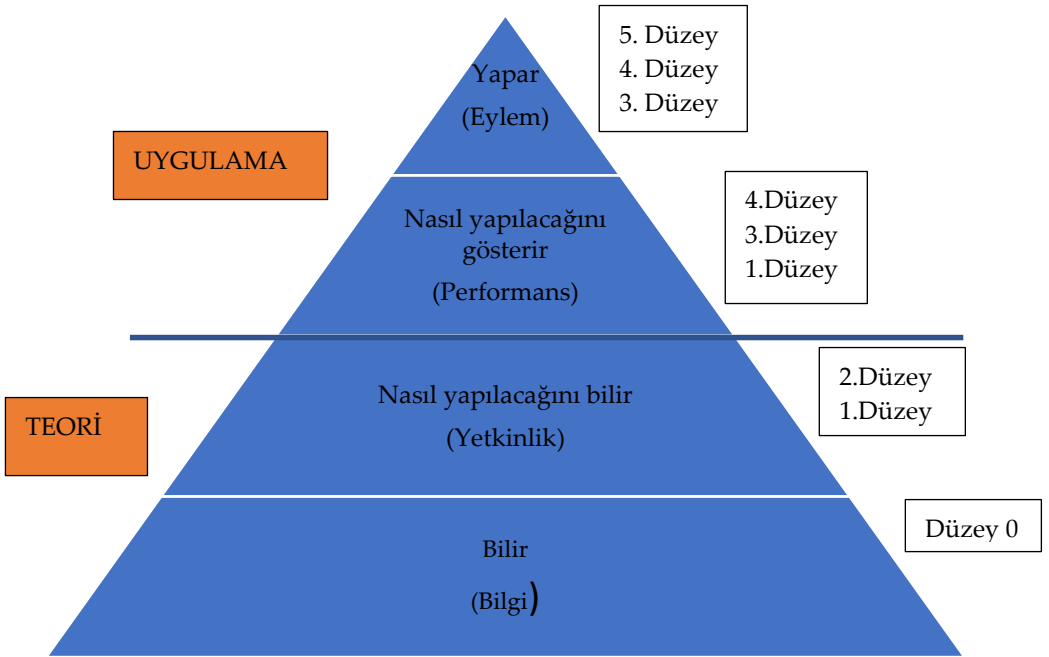 Yapar
(Eylem)
5. Düzey
4. Düzey
3. Düzey
UYGULAMA
Nasıl yapılacağını
gösterir
(Performans)
4.Düzey
3.Düzey
1.Düzey
TEORİ
Nasıl yapılacağını bilir
(Yetkinlik)
2.Düzey
1.Düzey
Bilir
(Bilgi)
Düzey 0